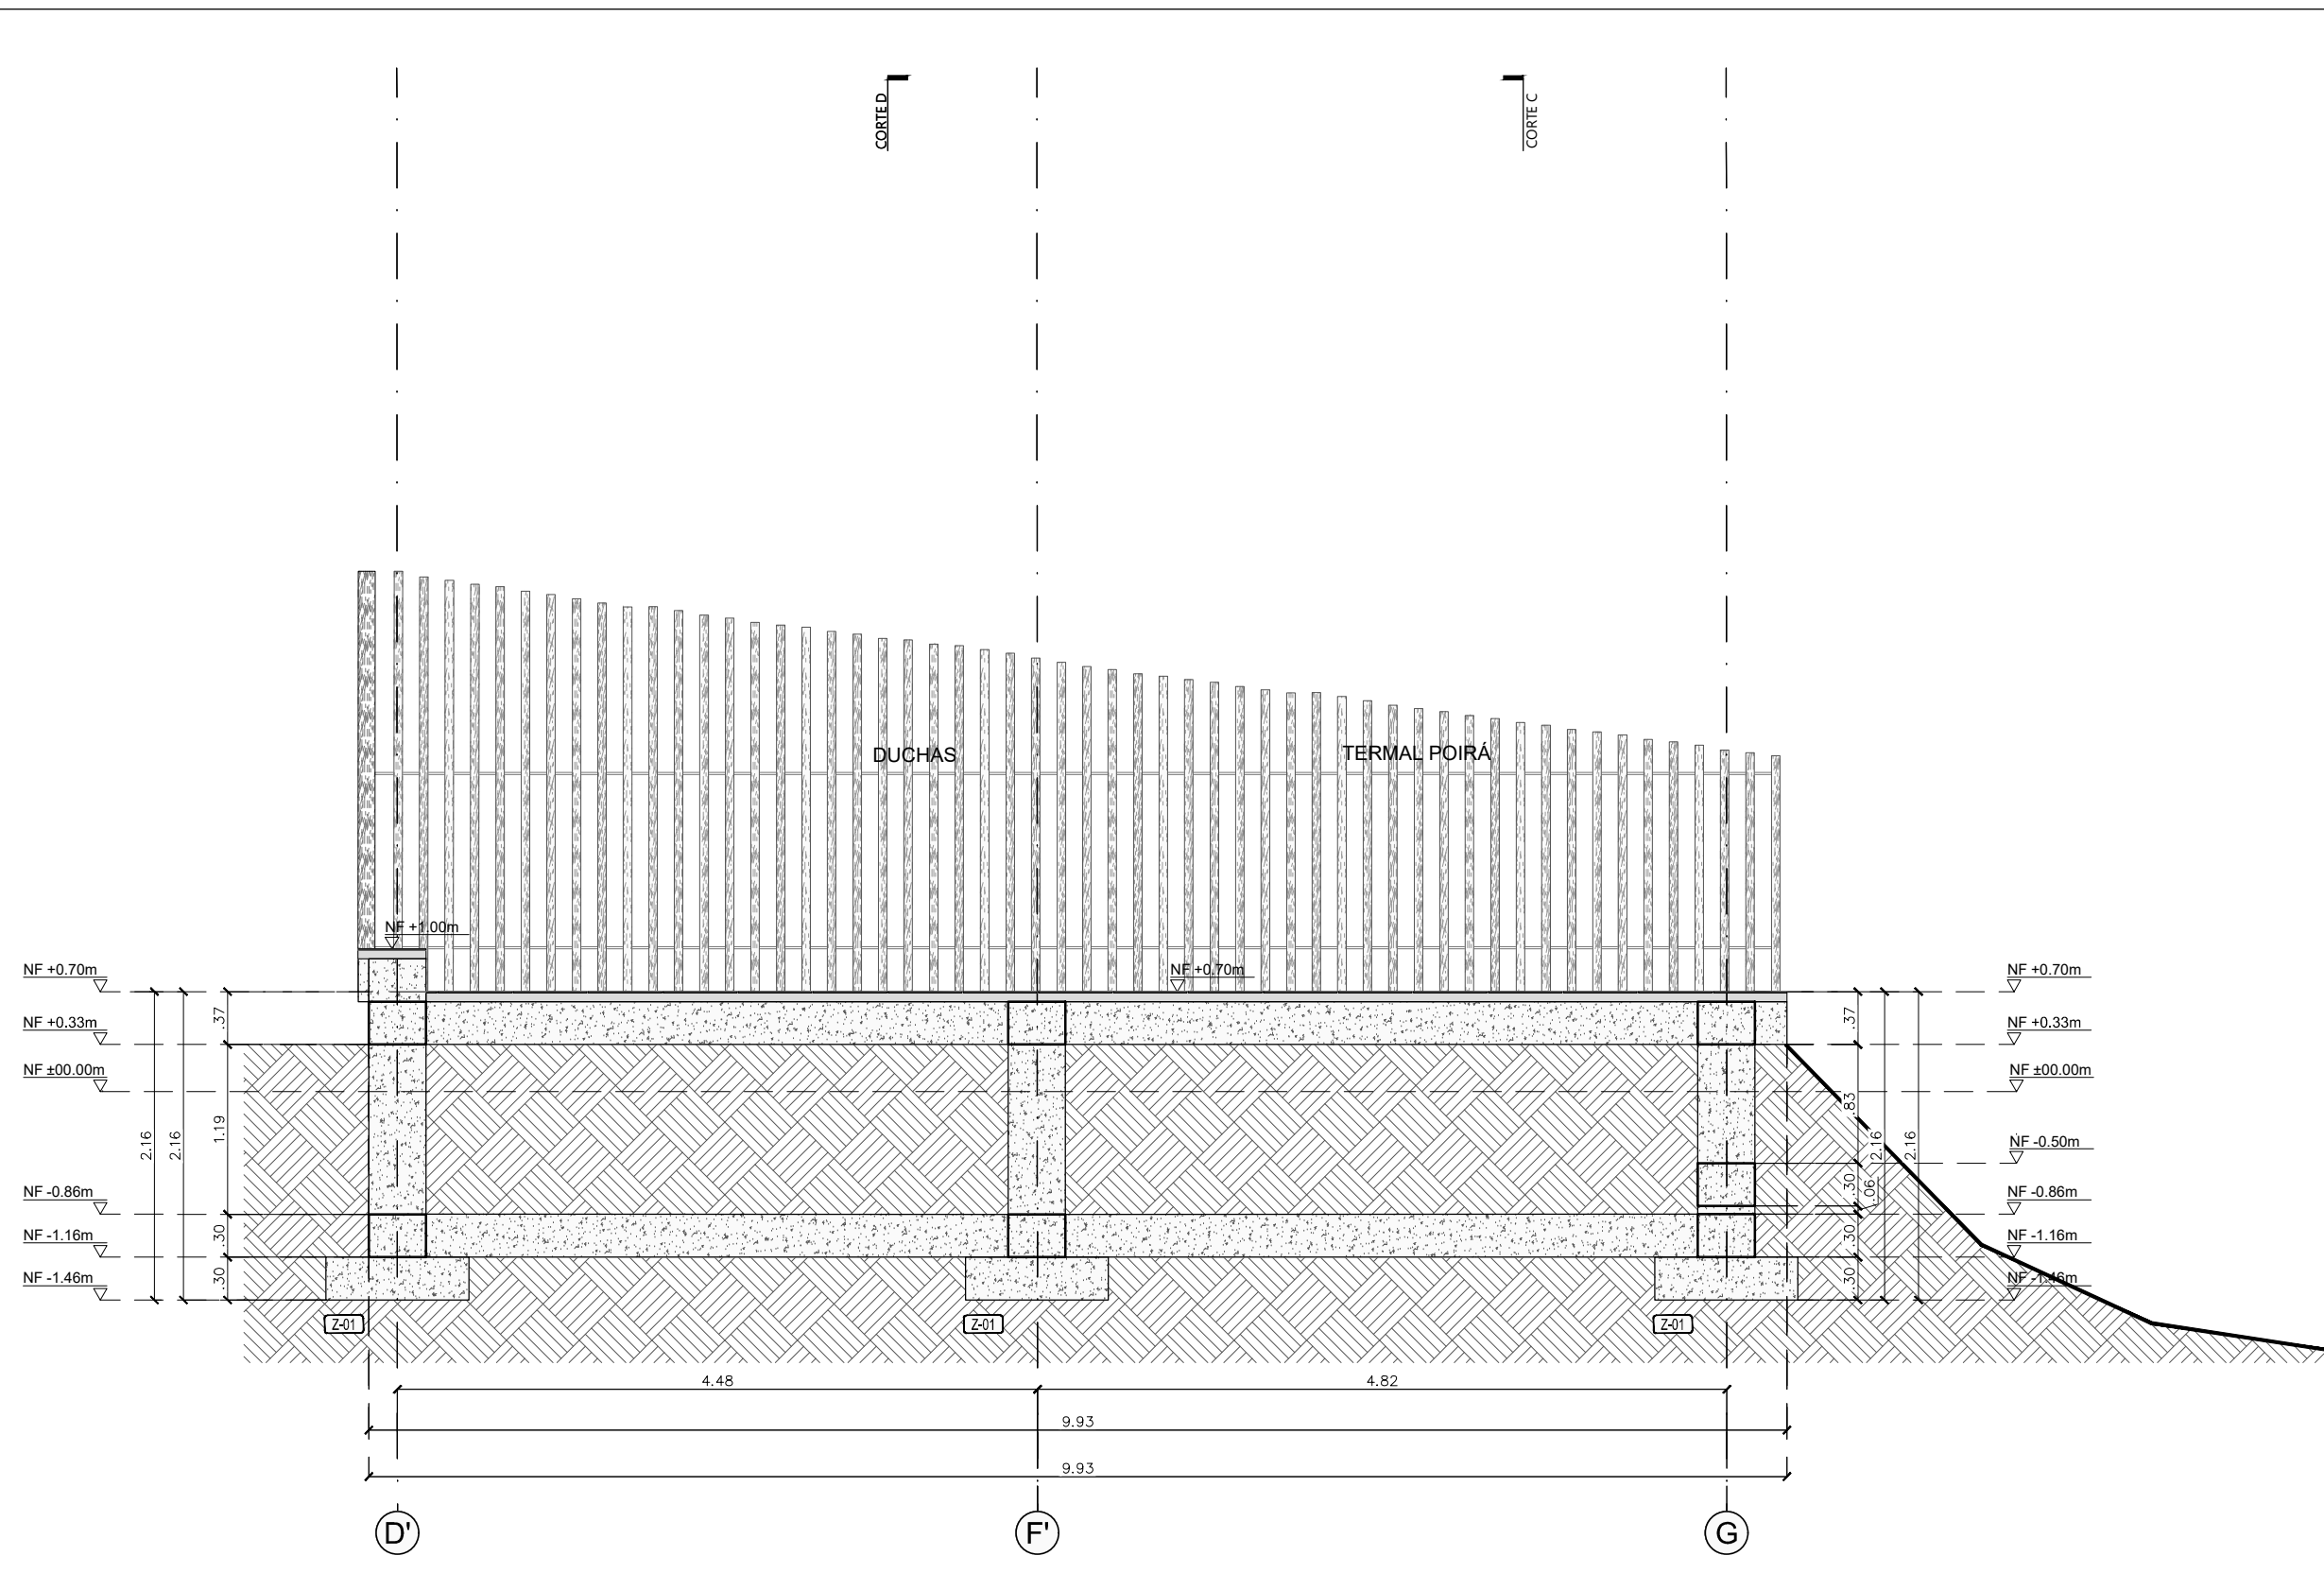 CORTE D
CORTE C
DUCHAS
TERMAL POIRÁ
NF +1.00m
NF +0.70m
NF +0.70m
NF +0.70m
.37
.37
NF +0.33m
NF +0.33m
NF ±00.00m
NF ±00.00m
.83
2.16
2.16
1.19
2.16
2.16
NF -0.50m
.30
.06
NF -0.86m
NF -0.86m
.30
.30
NF -1.16m
NF -1.16m
NF -1.46m
.30
.30
NF -1.46m
Z-01
Z-01
Z-01
4.48
4.82
9.93
9.93
D'
F'
G